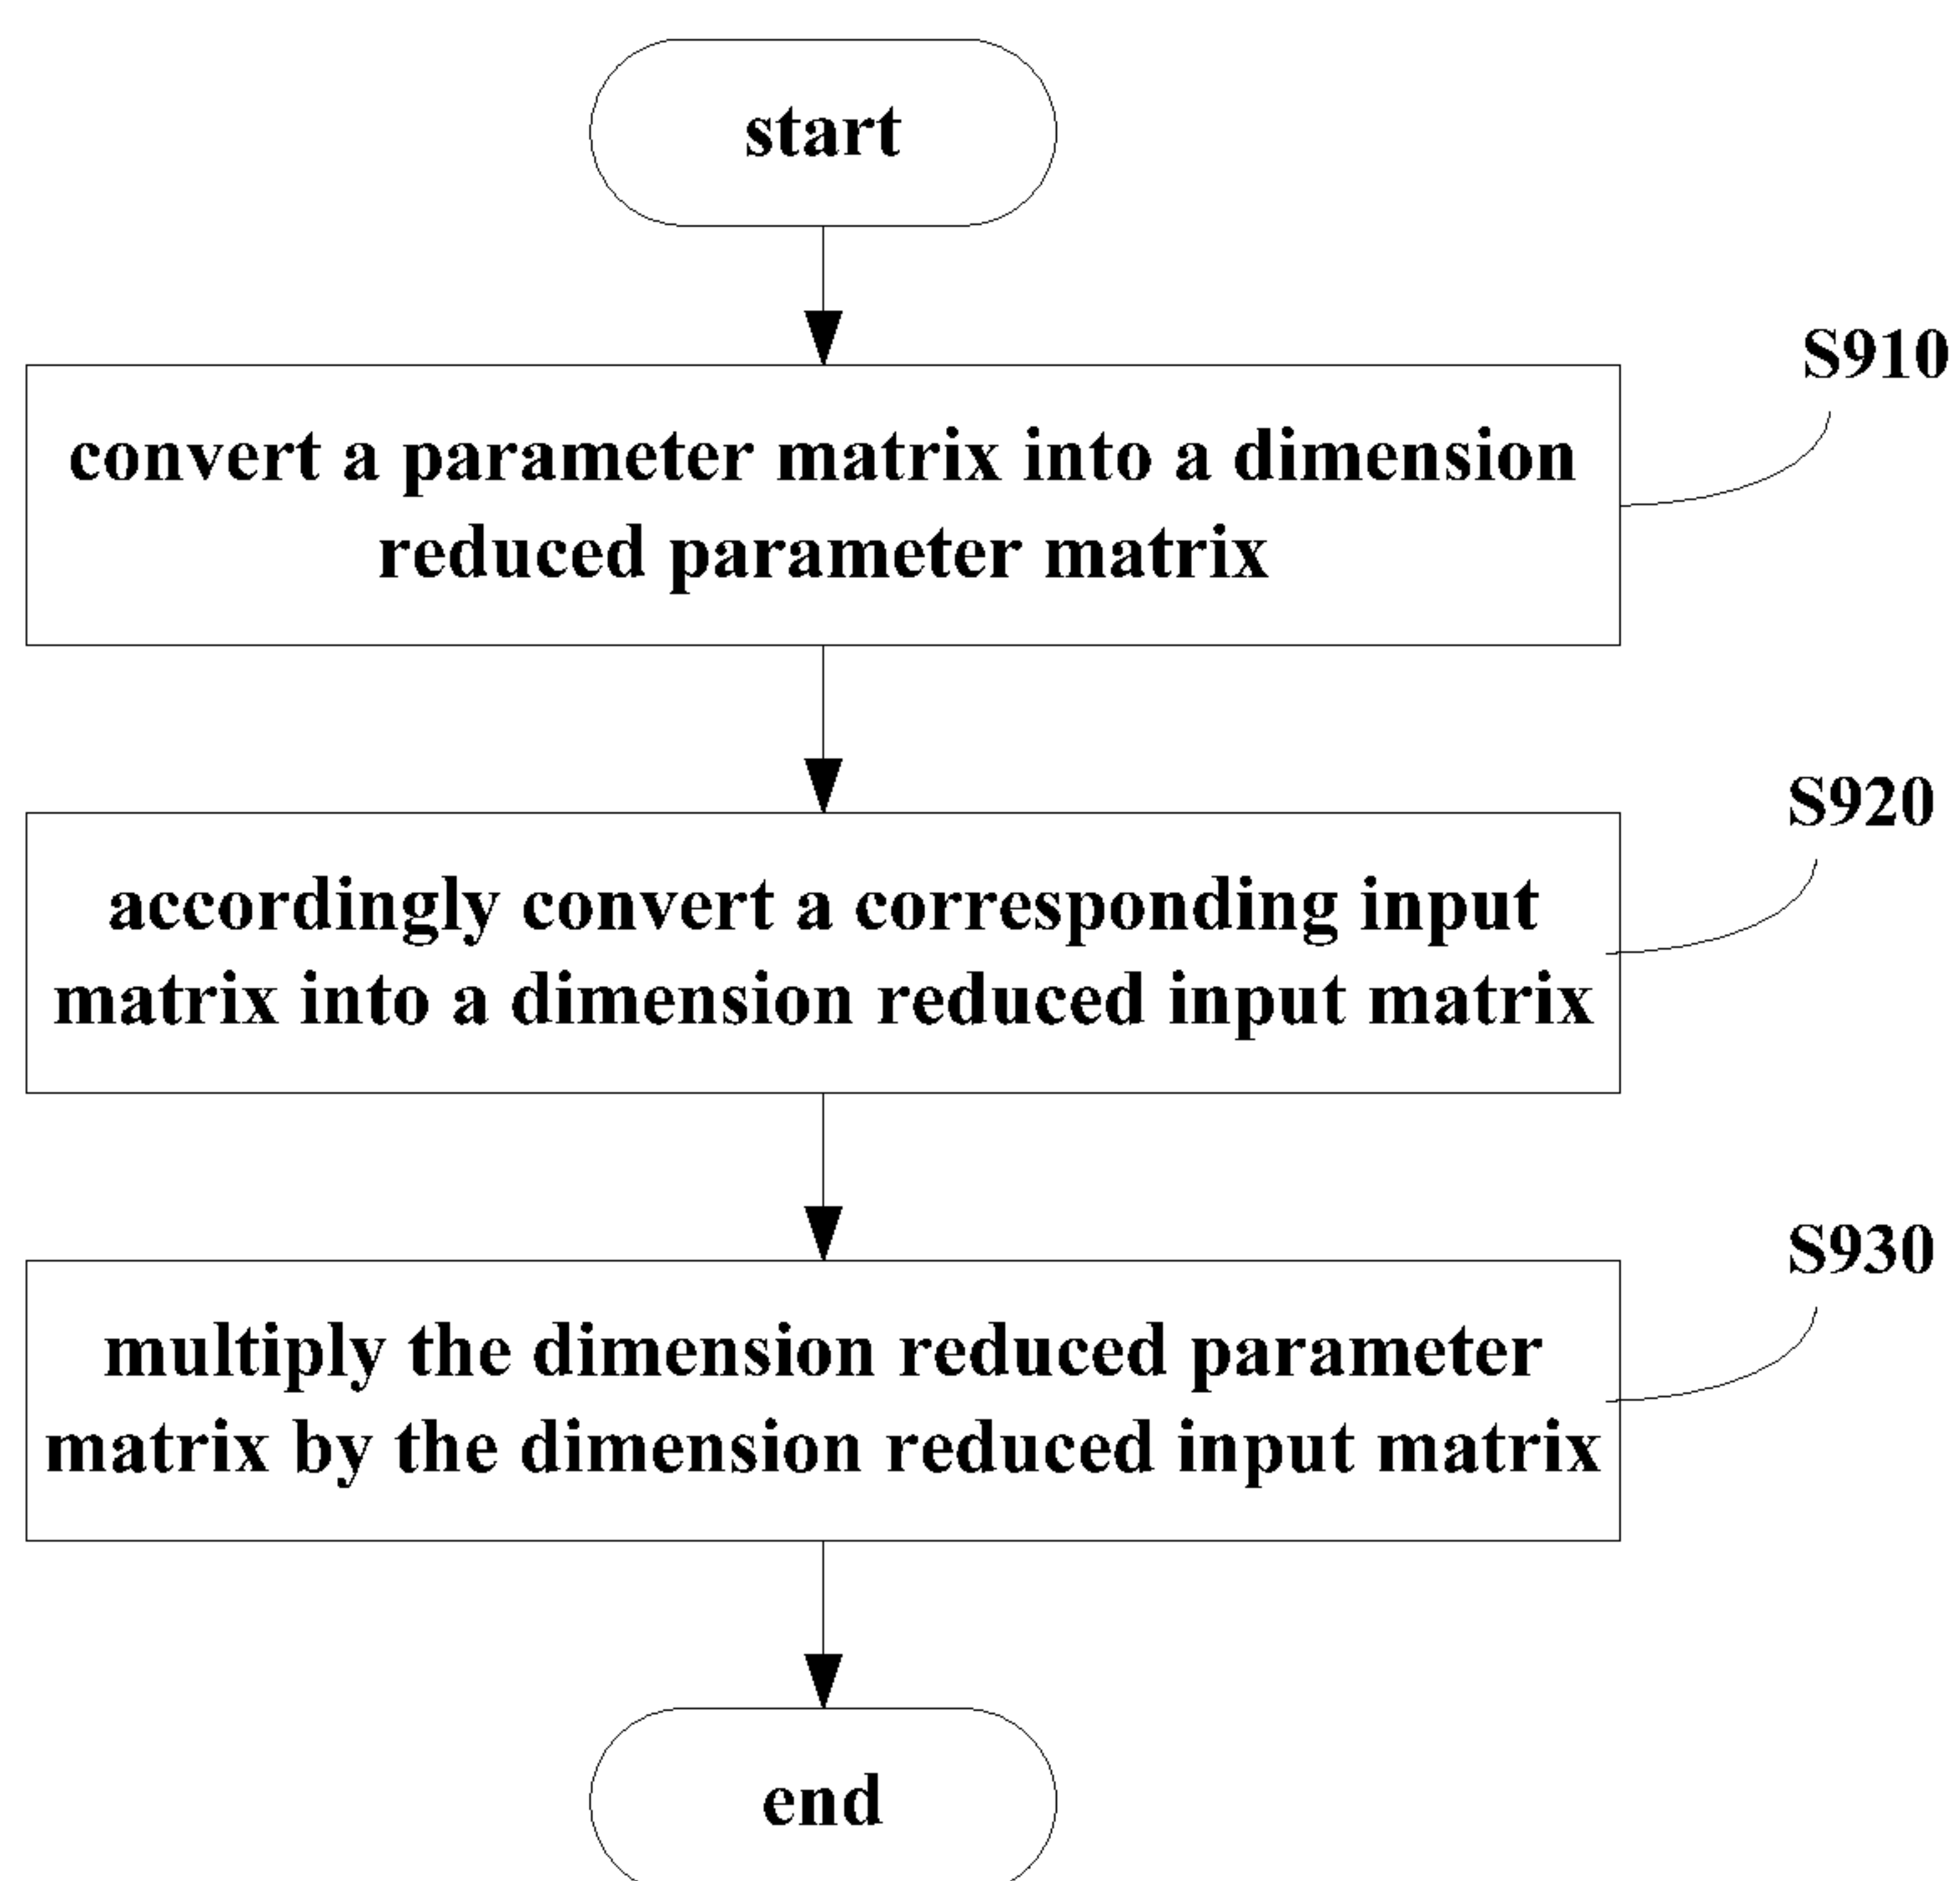 start
S910
convert a parameter matrix into a dimension
reduced parameter matrix
S920
accordingly convert a corresponding input
matrix into a dimension reduced input matrix
S930
multiply the dimension reduced parameter
matrix by the dimension reduced input matrix
end